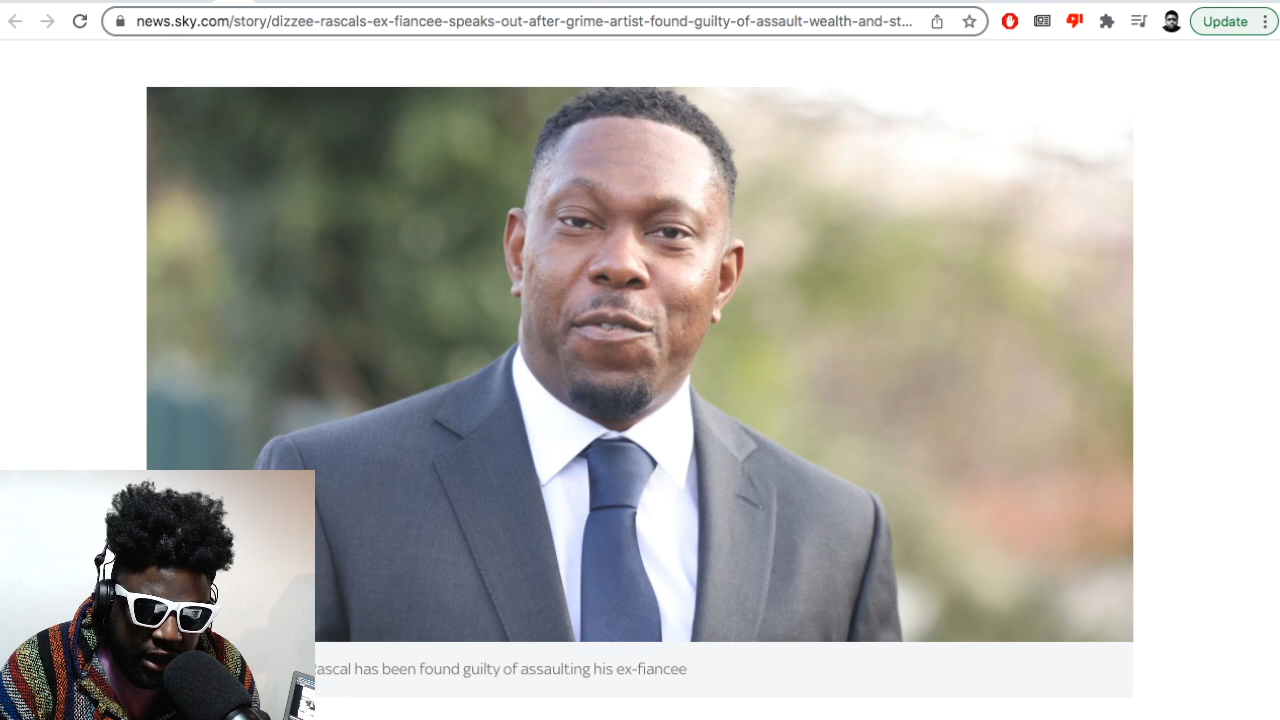 news.sky.com/story/dizzee-rascals-ex-fiancee-speaks-out-after-grime-artist-found-guilty-of-assault-wealth-and-st...
Update
Rascal has been found guilty of assaulting his ex-fiancee